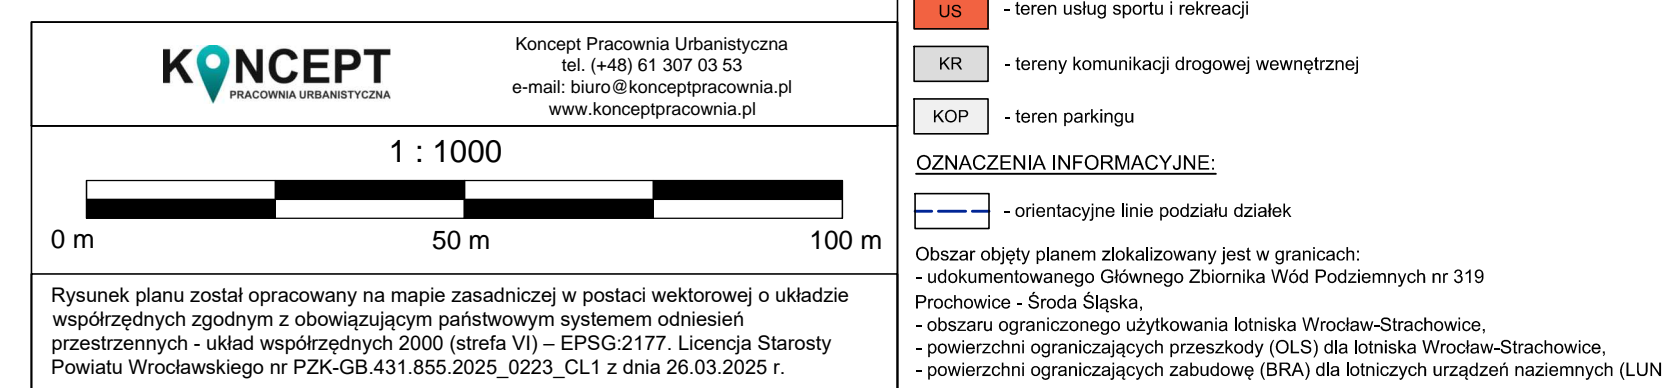 KONCEPT
PRACOWNIA URBANISTYCZNA
Koncept Pracownia Urbanistyczna
tel. (+48) 61 307 03 53
e-mail: biuro@konceptpracownia.pl
www.konceptpracownia.pl
1 : 1000
0 m 50 m 100 m
Rysunek planu został opracowany na mapie zasadniczej w postaci wektorowej o układzie
współrzędnych zgodnym z obowiązującym państwowym systemem odniesień
przestrzennych - układ współrzędnych 2000 (strefa VI) – EPSG:2177. Licencja Starosty
Powiatu Wrocławskiego nr PZK-GB.431.855.2025_0223_CL1 z dnia 26.03.2025 r.
US - teren usług sportu i rekreacji
KR - tereny komunikacji drogowej wewnętrznej
KOP - teren parkingu
OZNACZENIA INFORMACYJNE:
- orientacyjne linie podziału działek
Obszar objęty planem zlokalizowany jest w granicach:
- udokumentowanego Głównego Zbiornika Wód Podziemnych nr 319
Prochowice - Środa Śląska,
- obszaru ograniczonego użytkowania lotniska Wrocław-Strachowice,
- powierzchni ograniczających przeszkody (OLS) dla lotniska Wrocław-Strachowice,
- powierzchni ograniczających zabudowę (BRA) dla lotniczych urządzeń naziemnych (LUN